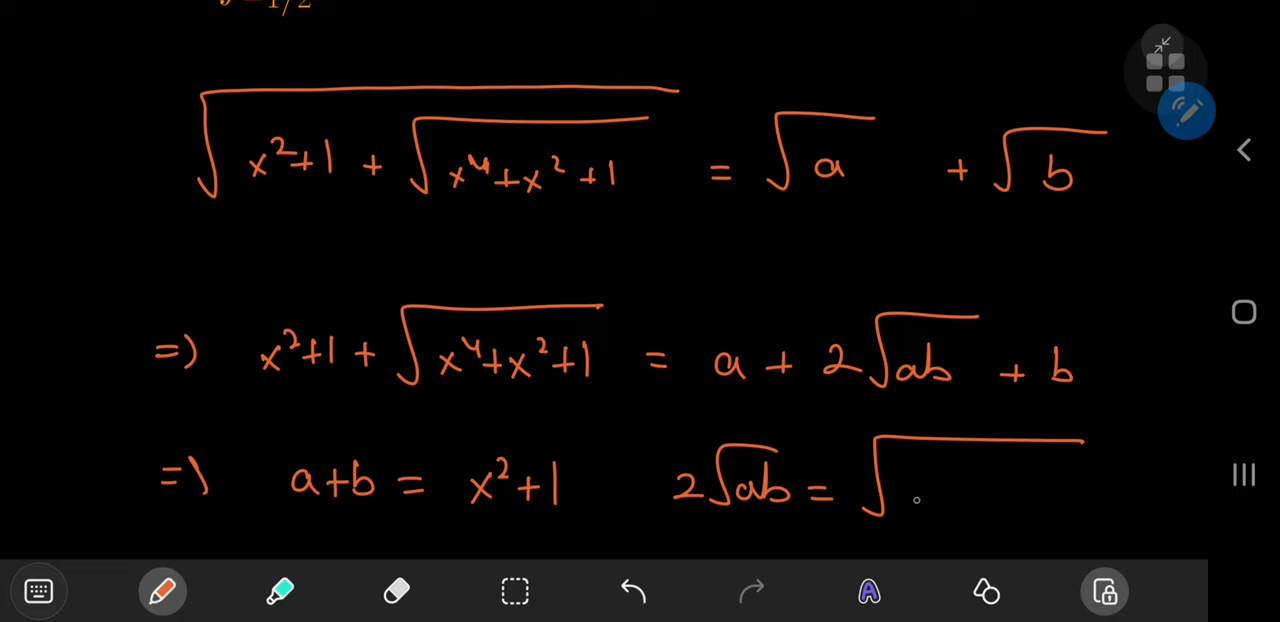 √(x²+1 + √(x⁴+x²+1)) = √a + √b
=> x²+1 + √(x⁴+x²+1) = a + 2√ab + b
=> a+b = x²+1 2√ab = √